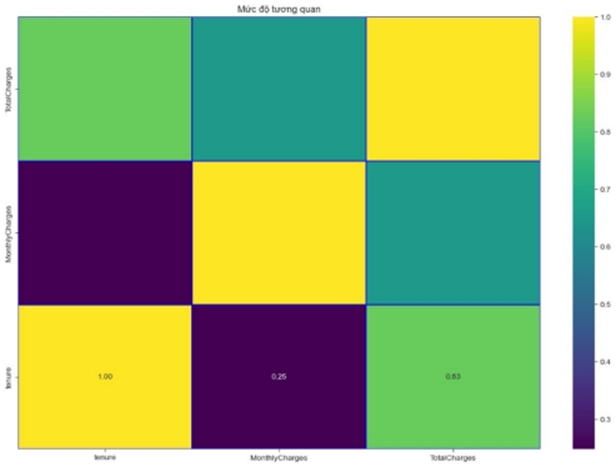 Mức độ tương quan
1.0
TotalCharges
0.9
0.8
MonthlyCharges
0.7
0.6
0.5
tenure
1.00
0.25
0.83
0.4
0.3
tenure
MonthlyCharges
TotalCharges